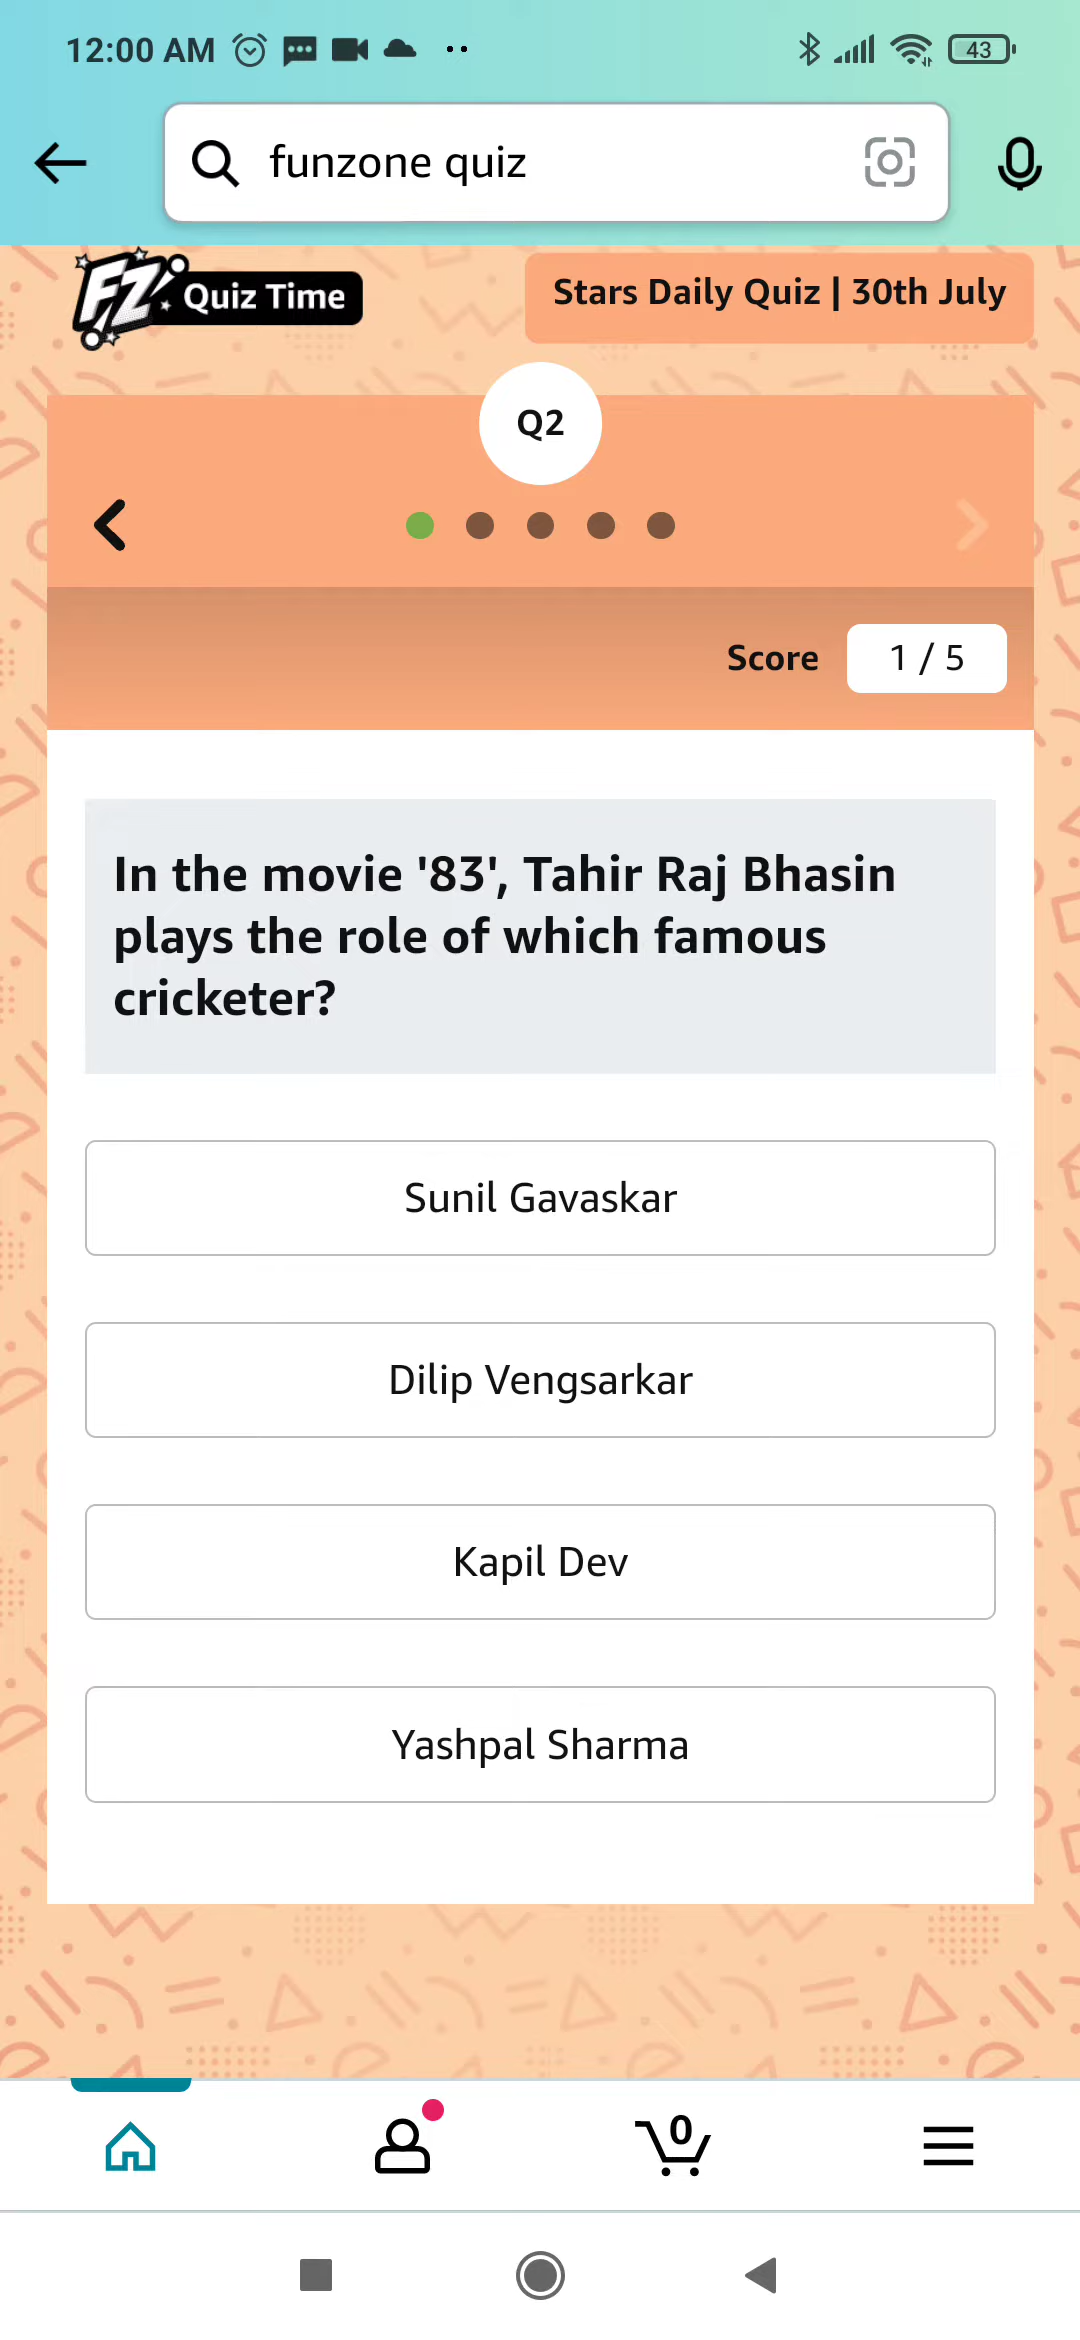 12:00 AM 43
funzone quiz
FZ Quiz Time
Stars Daily Quiz | 30th July
Q2
Score 1 / 5
In the movie '83', Tahir Raj Bhasin
plays the role of which famous
cricketer?
Sunil Gavaskar
Dilip Vengsarkar
Kapil Dev
Yashpal Sharma
0